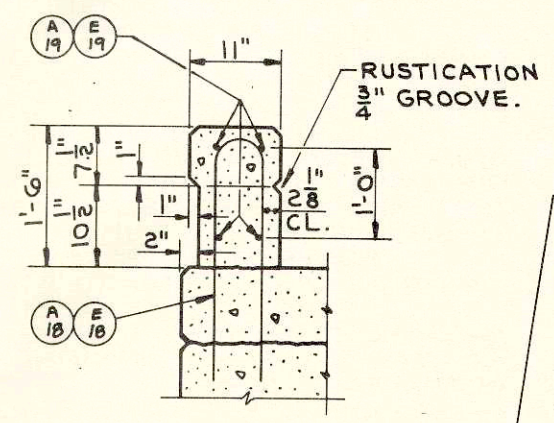 A 19 E 19
11"
RUSTICATION
3/4" GROOVE.
1'-6"
7 1/2"
1"
10 1/2"
1"
2"
2 1/8"
CL.
1'-0"
A 18 E 18